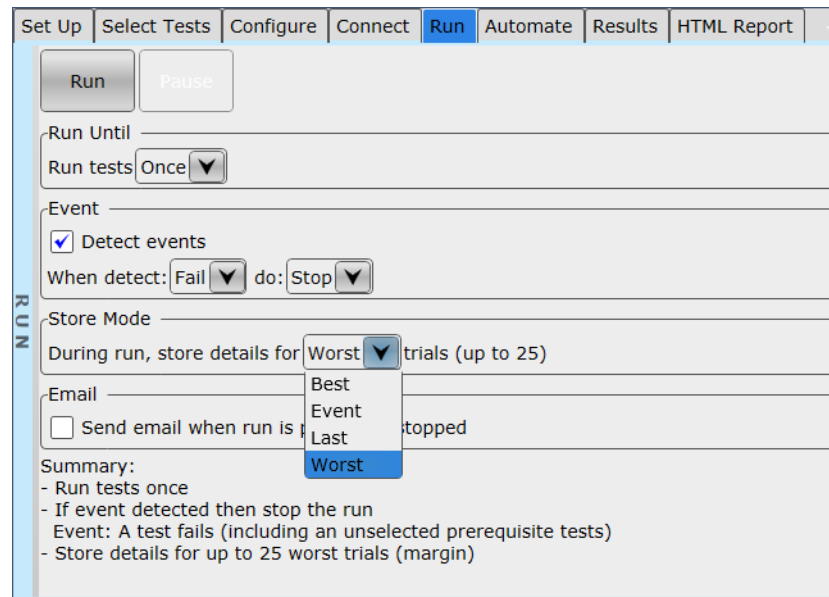 Set Up Select Tests Configure Connect Run Automate Results HTML Report
Run Pause
Run Until
Run tests Once
Event
Detect events
When detect: Fail do: Stop
RUN
Store Mode
During run, store details for Worst trials (up to 25)
Best
Event
Last
Worst
Email
Send email when run is stopped
Summary:
- Run tests once
- If event detected then stop the run
Event: A test fails (including an unselected prerequisite tests)
- Store details for up to 25 worst trials (margin)